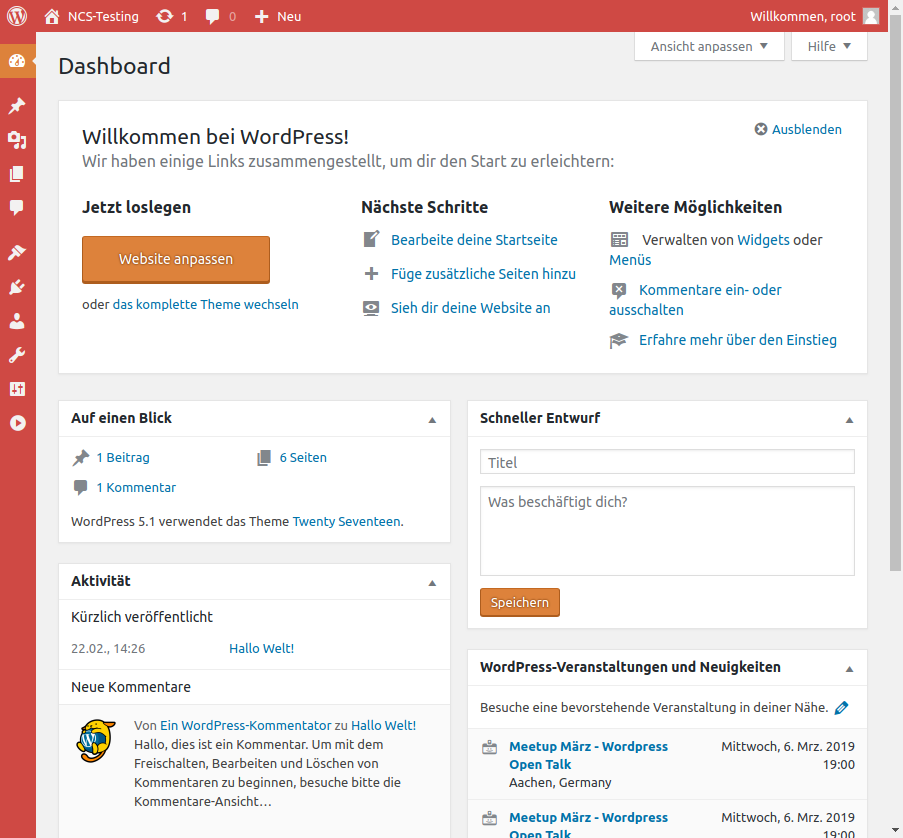 NCS-Testing 1 0 Neu Willkommen, root
Ansicht anpassen Hilfe
Dashboard
Willkommen bei WordPress!
Ausblenden
Wir haben einige Links zusammengestellt, um dir den Start zu erleichtern:
Jetzt loslegen
Website anpassen
oder das komplette Theme wechseln
Nächste Schritte
Bearbeite deine Startseite
Füge zusätzliche Seiten hinzu
Sieh dir deine Website an
Weitere Möglichkeiten
Verwalten von Widgets oder
Menüs
Kommentare ein- oder
ausschalten
Erfahre mehr über den Einstieg
Auf einen Blick
1 Beitrag 6 Seiten
1 Kommentar
WordPress 5.1 verwendet das Theme Twenty Seventeen.
Aktivität
Kürzlich veröffentlicht
22.02., 14:26 Hallo Welt!
Neue Kommentare
Von Ein WordPress-Kommentator zu Hallo Welt!
Hallo, dies ist ein Kommentar. Um mit dem
Freischalten, Bearbeiten und Löschen von
Kommentaren zu beginnen, besuche bitte die
Kommentare-Ansicht…
Schneller Entwurf
Titel
Was beschäftigt dich?
Speichern
WordPress-Veranstaltungen und Neuigkeiten
Besuche eine bevorstehende Veranstaltung in deiner Nähe.
Meetup März - Wordpress Mittwoch, 6. Mrz. 2019
Open Talk 19:00
Aachen, Germany
Meetup März - Wordpress Mittwoch, 6. Mrz. 2019
Open Talk 19:00